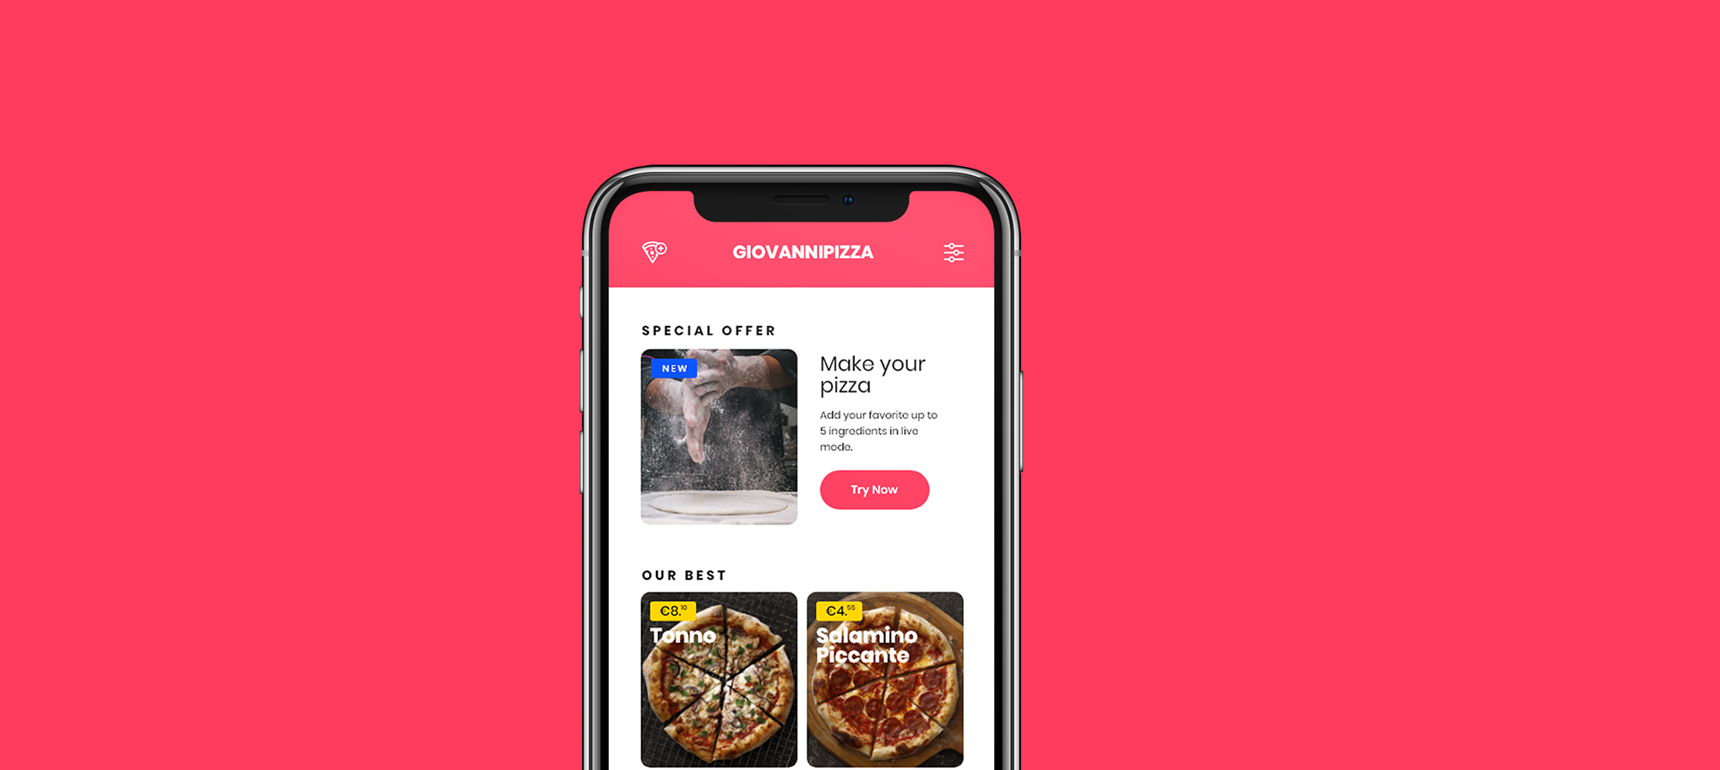 GIOVANNIPIZZA
SPECIAL OFFER
NEW
Make your
pizza
Add your favorite up to
5 ingredients in live
mode.
Try Now
OUR BEST
€8.10
Tonno
€4.55
Salamino
Piccante